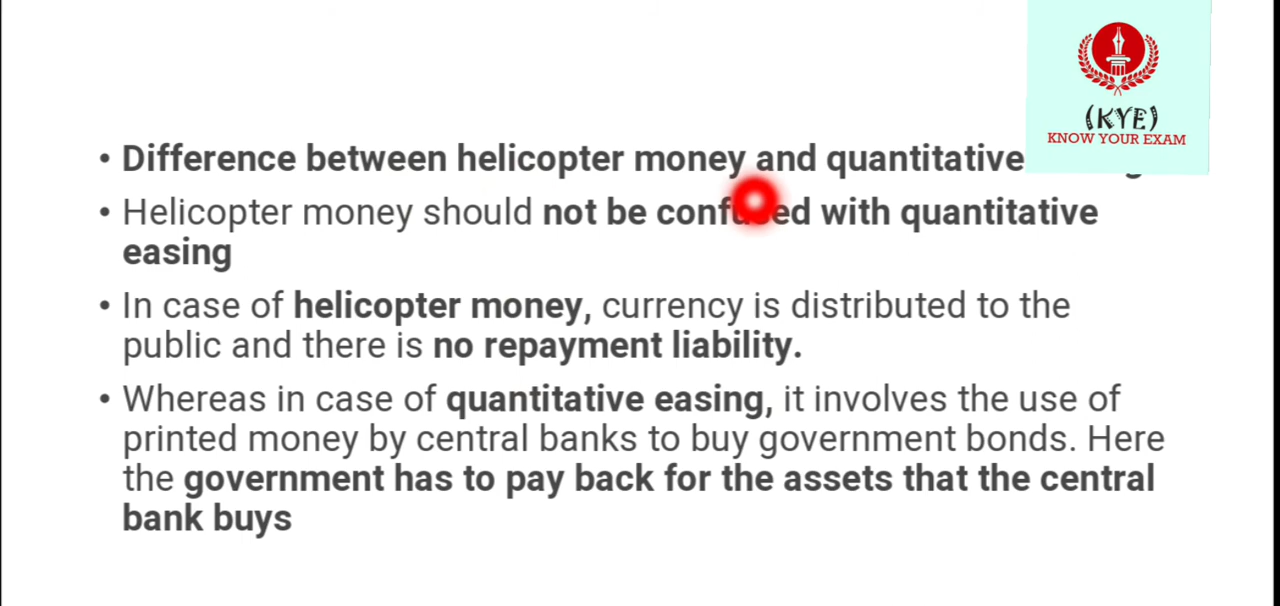 (KYE)
KNOW YOUR EXAM
• Difference between helicopter money and quantitative
• Helicopter money should not be confused with quantitative
easing
• In case of helicopter money, currency is distributed to the
public and there is no repayment liability.
• Whereas in case of quantitative easing, it involves the use of
printed money by central banks to buy government bonds. Here
the government has to pay back for the assets that the central
bank buys